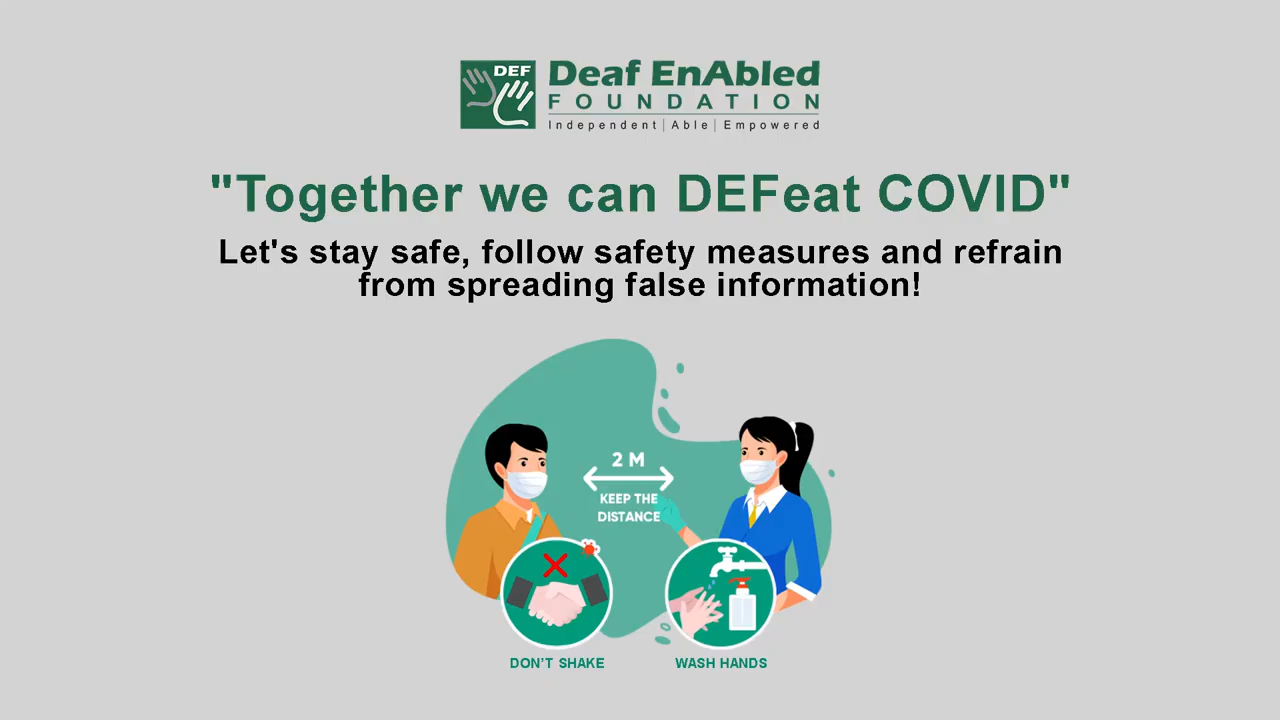 DEF
Deaf EnAbled
FOUNDATION
Independent | Able | Empowered
"Together we can DEFeat COVID"
Let's stay safe, follow safety measures and refrain
from spreading false information!
2 M
KEEP THE
DISTANCE
DON'T SHAKE
WASH HANDS